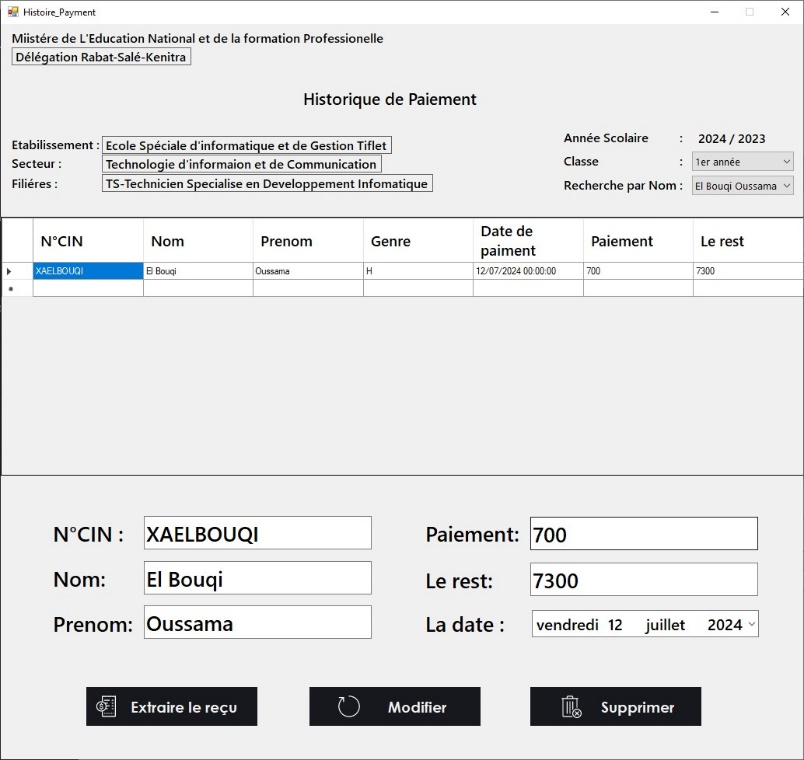 Histoire_Payment
Miistére de L'Education National et de la formation Professionelle
Délégation Rabat-Salé-Kenitra
Historique de Paiement
Etablissement : Ecole Spéciale d'informatique et de Gestion Tiflet
Secteur : Technologie d'informaion et de Communication
Filiéres : TS-Technicien Specialise en Developpement Infomatique
Année Scolaire : 2024 / 2023
Classe : 1er année
Recherche par Nom : El Bouqi Oussama
N°CIN Nom Prenom Genre Date de paiment Paiement Le rest
XAELBOUQI El Bouqi Oussama H 12/07/2024 00:00:00 700 7300
N°CIN : XAELBOUQI
Nom: El Bouqi
Prenom: Oussama
Paiement: 700
Le rest: 7300
La date : vendredi 12 juillet 2024
Extraire le reçu Modifier Supprimer